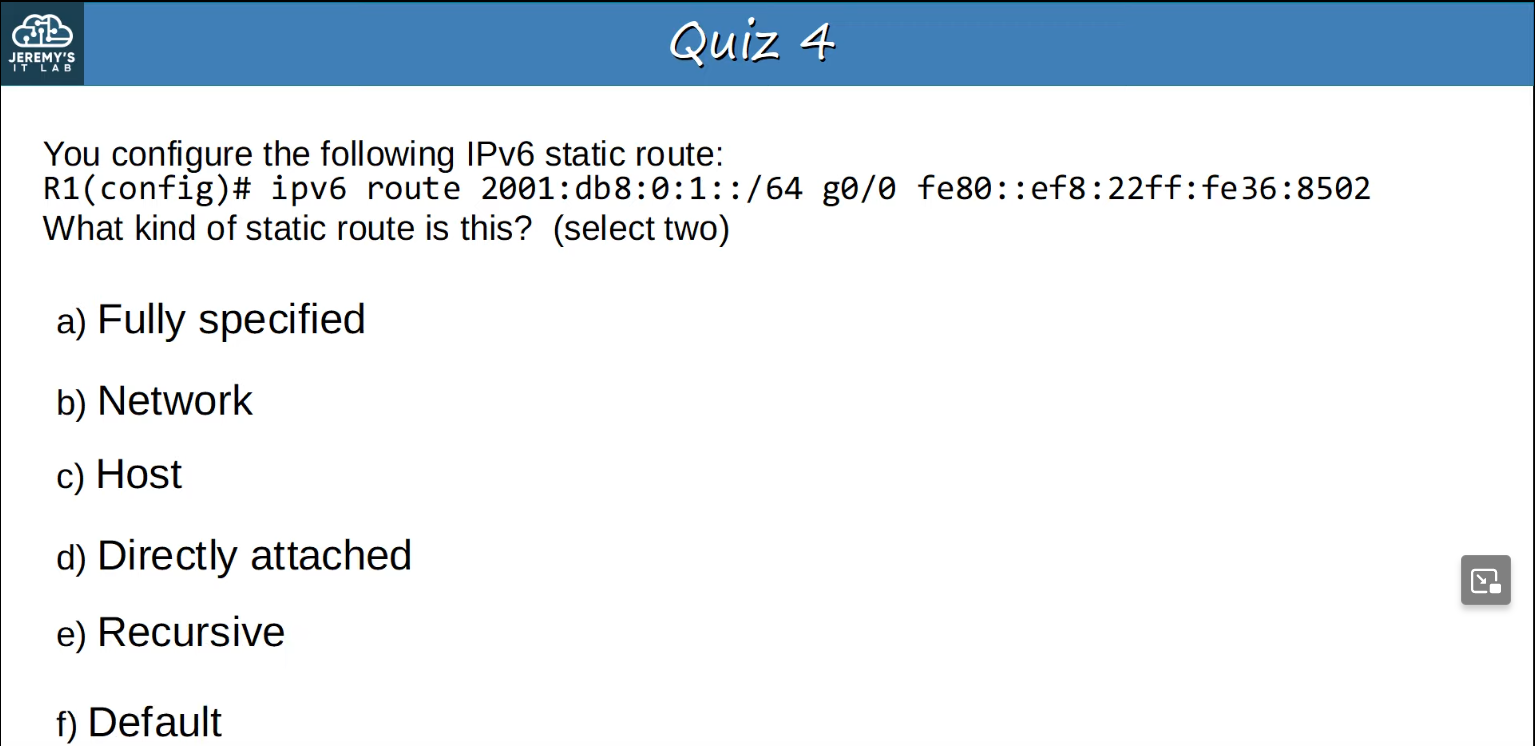 JEREMY'S
IT LAB
Quiz 4
You configure the following IPv6 static route:
R1(config)# ipv6 route 2001:db8:0:1::/64 g0/0 fe80::ef8:22ff:fe36:8502
What kind of static route is this? (select two)
a) Fully specified
b) Network
c) Host
d) Directly attached
e) Recursive
f) Default